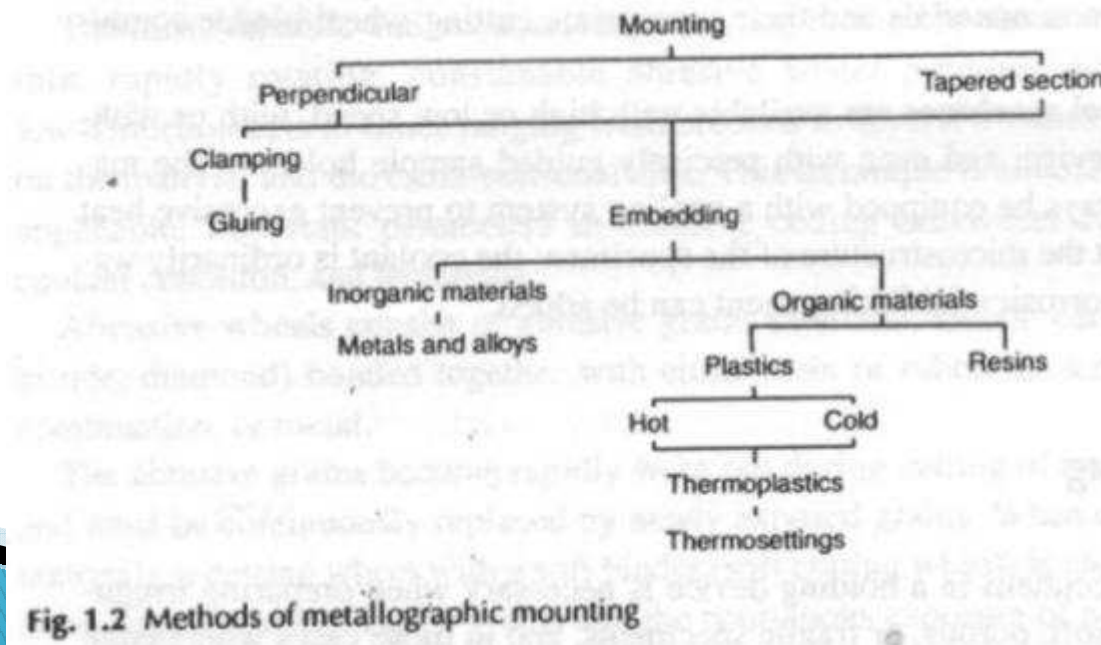 Mounting
Perpendicular Tapered section
Clamping
Gluing Embedding
Inorganic materials Organic materials
Metals and alloys Plastics Resins
Hot Cold
Thermoplastics
Thermosettings
Fig. 1.2 Methods of metallographic mounting